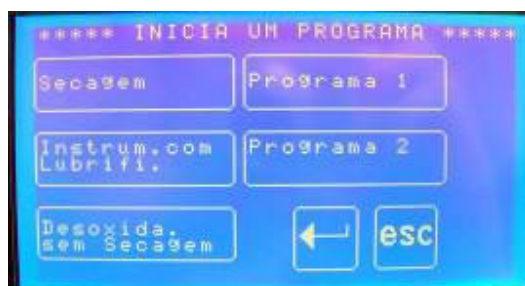 ***** INICIA UM PROGRAMA *****
Secagem
Programa 1
Instrum.com
Lubrifi.
Programa 2
Desoxida.
sem Secagem
esc